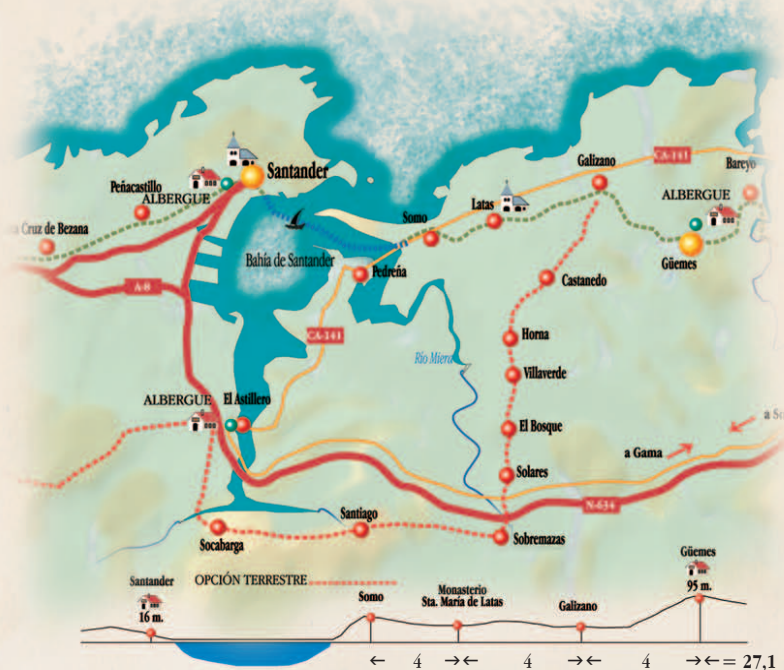 Santander
Peñacastillo
ALBERGUE
Cruz de Bezana
Galizano
CA-141
Bareyo
ALBERGUE
Somo
Latas
Güemes
Bahía de Santander
Pedreña
Castanedo
A-8
CA-141
Horna
Río Miera
Villaverde
ALBERGUE
El Astillero
El Bosque
a Gama
a
Solares
N-634
Santiago
Socabarga
Sobremazas
OPCIÓN TERRESTRE
Santander
16 m.
Somo
Monasterio
Sta. María de Latas
Galizano
Güemes
95 m.
← 4 →← 4 →← 4 →← = 27,1